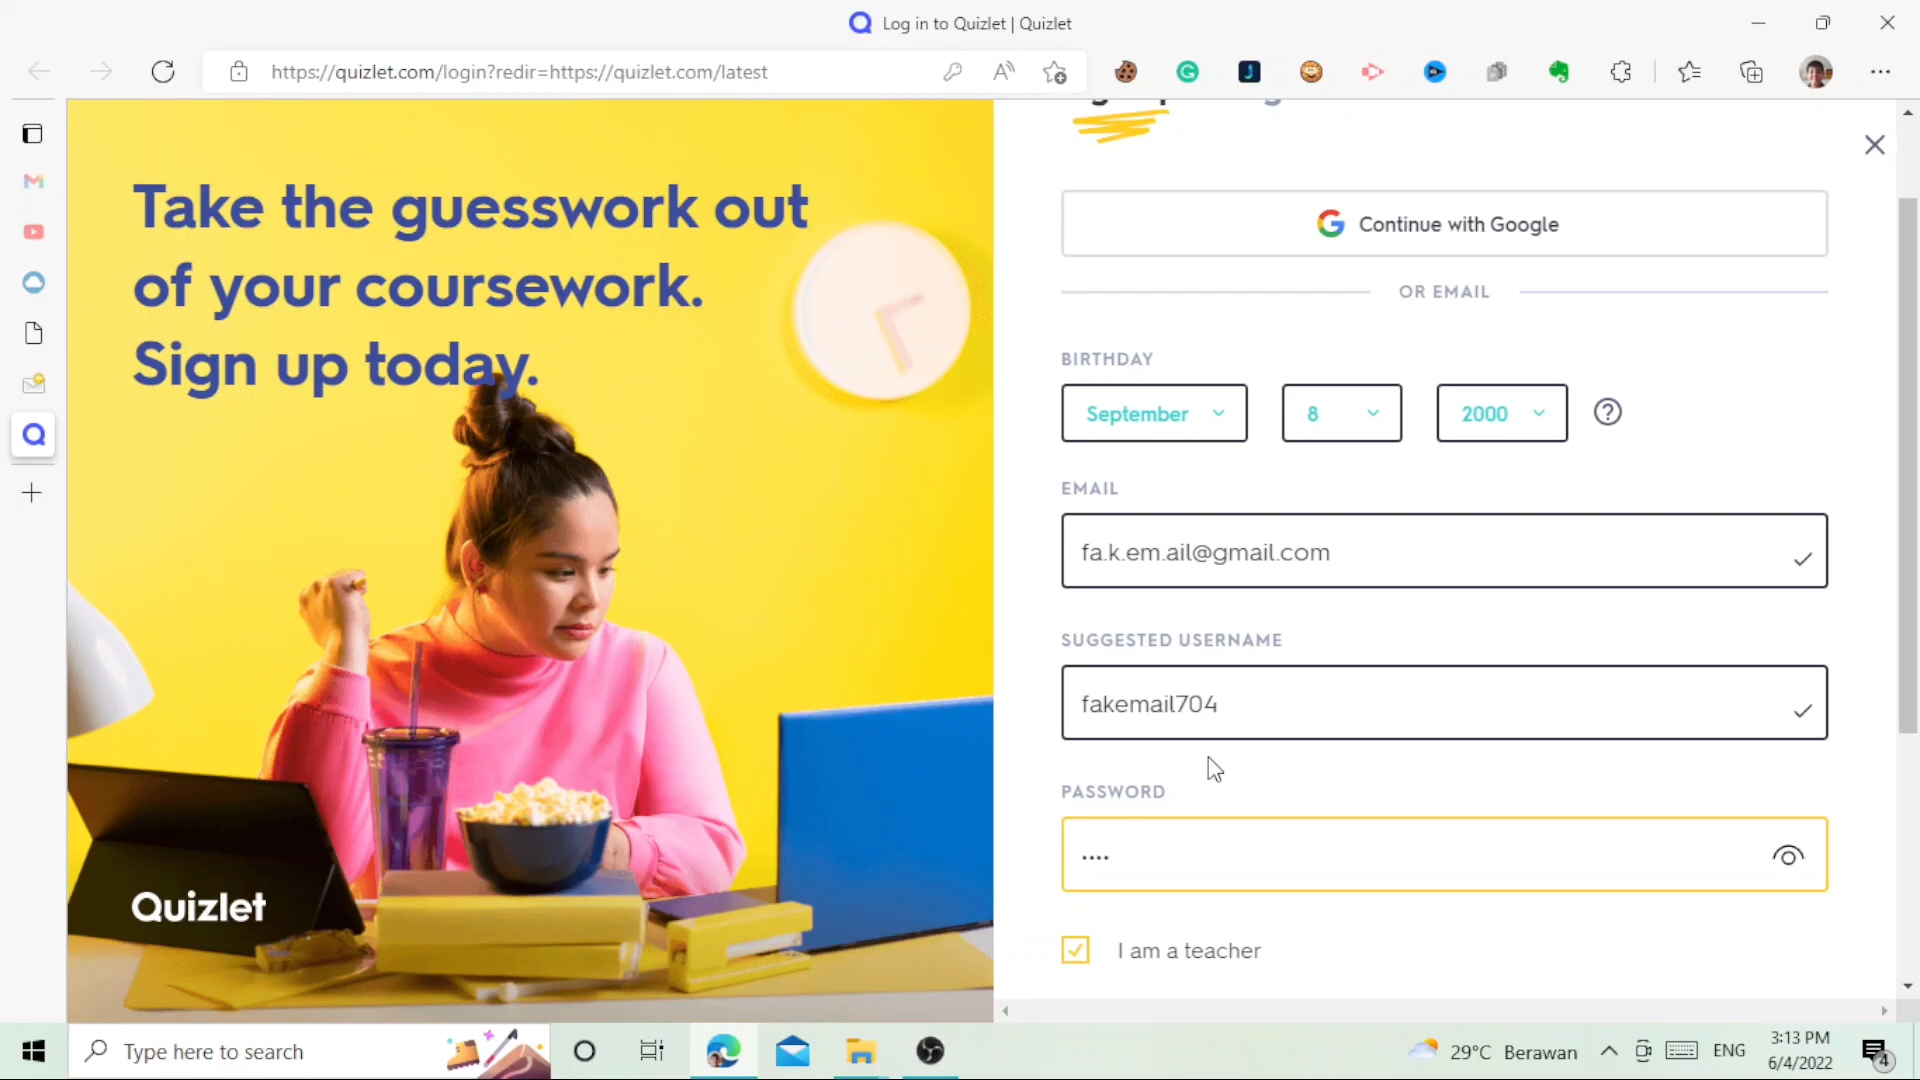 Log in to Quizlet | Quizlet
https://quizlet.com/login?redir=https://quizlet.com/latest
Take the guesswork out
of your coursework.
Sign up today.
Quizlet
Continue with Google
OR EMAIL
BIRTHDAY
September 8 2000
EMAIL
fa.k.em.ail@gmail.com
SUGGESTED USERNAME
fakemail704
PASSWORD
••••
I am a teacher
Type here to search
29°C Berawan
ENG
3:13 PM
6/4/2022
4